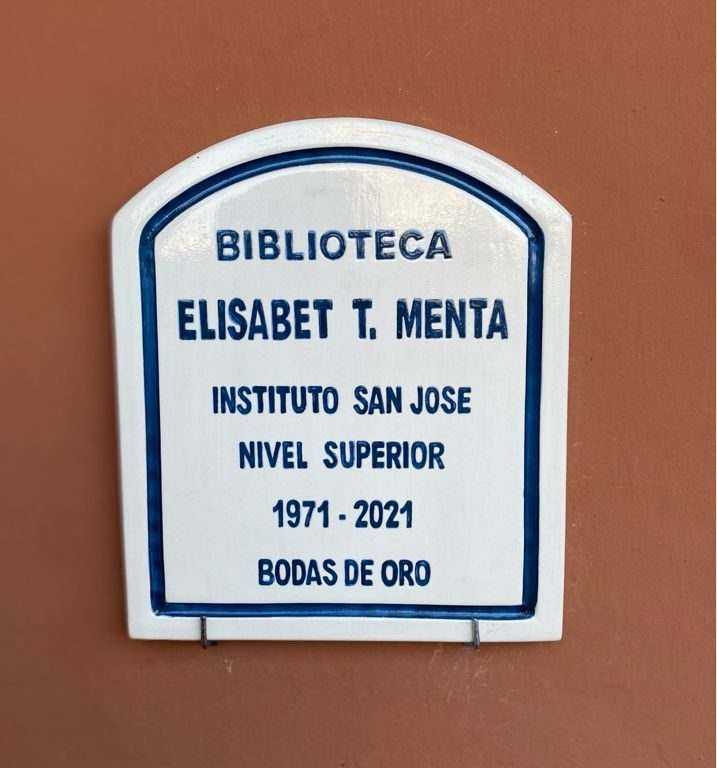 BIBLIOTECA
ELISABET T. MENTA
INSTITUTO SAN JOSE
NIVEL SUPERIOR
1971 - 2021
BODAS DE ORO